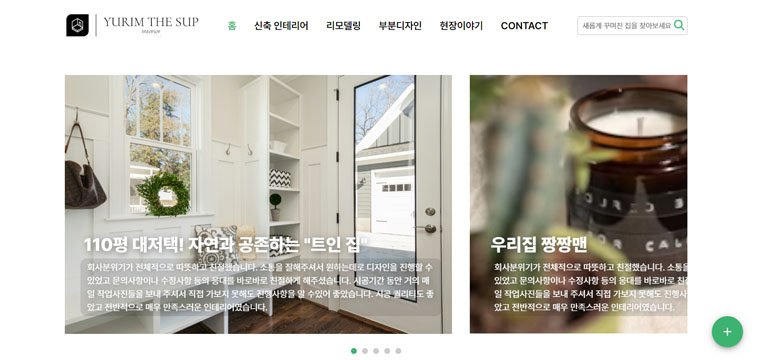 YURIM THE SUP
홈
신축 인테리어
리모델링
부분디자인
현장이야기
CONTACT
새롭게 꾸며진 집을 찾아보세요
110평 대저택! 자연과 공존하는 "트인 집"
회사분위기가 전체적으로 따뜻하고 친절했습니다. 소통을 잘해주셔서 원하는데로 디자인을 진행할 수
있었고 문의사항이나 수정사항 등의 응대를 바로바로 친절하게 해주셨습니다. 시공기간 동안 거의 매
일 작업사진들을 보내 주셔서 직접 가보지 못해도 진행사항을 알 수있어 좋았습니다. 시공 퀄리티도 좋
았고 전반적으로 매우 만족스러운 인테리어였습니다.
우리집 짱짱맨
회사분위기가 전체적으로 따뜻하고 친절했습니다. 소통을
있었고 문의사항이나 수정사항 등의 응대를 바로바로 친절
일 작업사진들을 보내 주셔서 직접 가보지 못해도 진행사
았고 전반적으로 매우 만족스러운 인테리어였습니다.